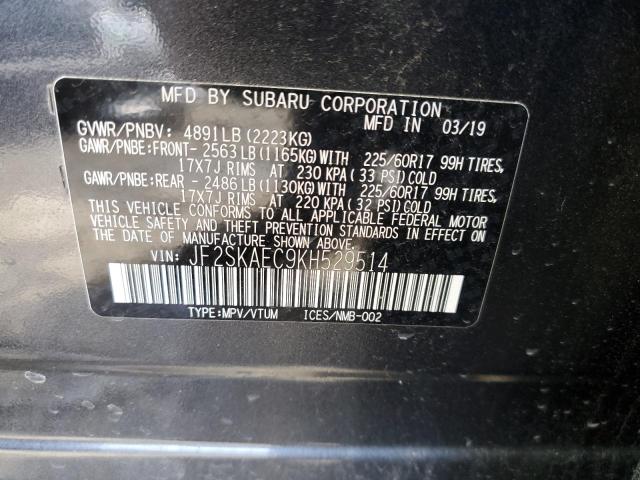 MFD BY SUBARU CORPORATION
MFD IN 03/19
GVWR/PNBV: 4891LB (2223KG)
GAWR/PNBE:FRONT- 2563LB (1165KG)WITH 225/60R17 99H TIRES,
17X7J RIMS AT 230 KPA (33 PSI)COLD
GAWR/PNBE:REAR - 2486LB (1130KG)WITH 225/60R17 99H TIRES,
17X7J RIMS AT 220 KPA (32 PSI)COLD
THIS VEHICLE CONFORMS TO ALL APPLICABLE FEDERAL MOTOR
VEHICLE SAFETY AND THEFT PREVENTION STANDARDS IN EFFECT ON
THE DATE OF MANUFACTURE SHOWN ABOVE.
VIN: JF2SKAEC9KH529514
TYPE:MPV/VTUM ICES/NMB-002